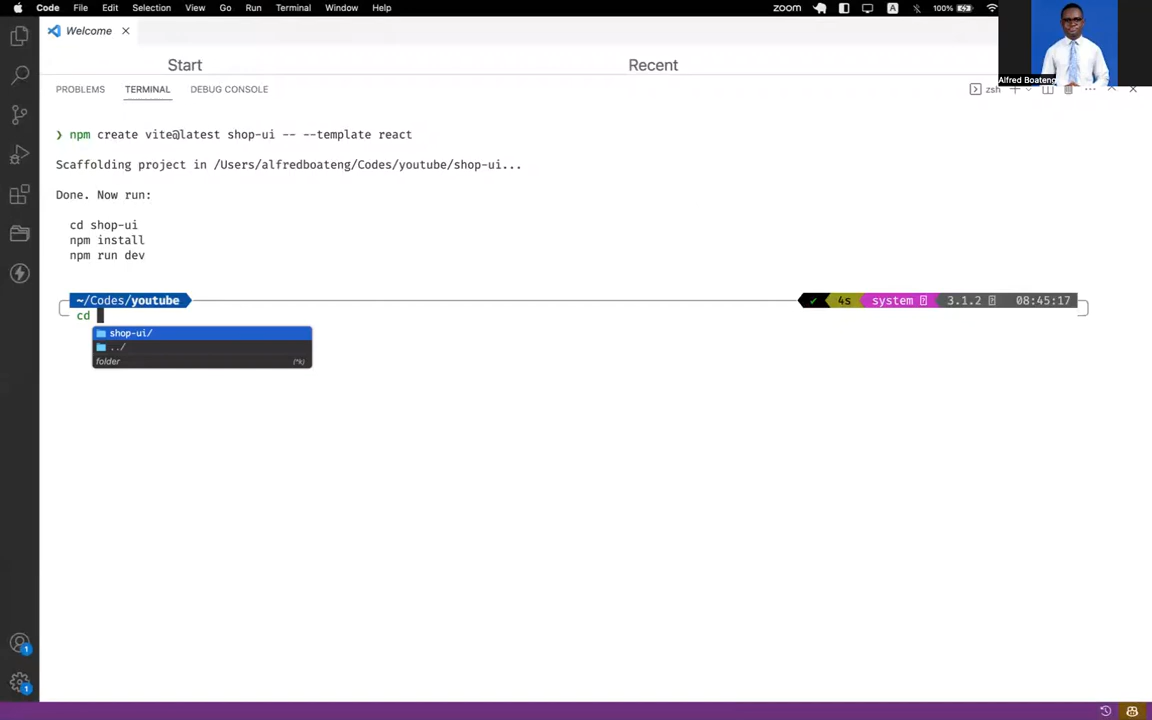 Code File Edit Selection View Go Run Terminal Window Help zoom A 100%
Welcome
Start Recent
Alfred Boateng
PROBLEMS TERMINAL DEBUG CONSOLE zsh
❯ npm create vite@latest shop-ui -- --template react
Scaffolding project in /Users/alfredboateng/Codes/youtube/shop-ui...
Done. Now run:
cd shop-ui
npm install
npm run dev
~/Codes/youtube ✔ 4s system 3.1.2 08:45:17
cd
shop-ui/
../
folder (^k)
1
1